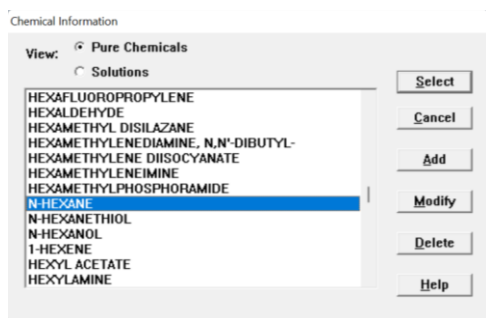 Chemical Information
View:
Pure Chemicals
Solutions
HEXAFLUOROPROPYLENE
HEXALDEHYDE
HEXAMETHYL DISILAZANE
HEXAMETHYLENEDIAMINE, N,N'-DIBUTYL-
HEXAMETHYLENE DIISOCYANATE
HEXAMETHYLENEIMINE
HEXAMETHYLPHOSPHORAMIDE
N-HEXANE
N-HEXANETHIOL
N-HEXANOL
1-HEXENE
HEXYL ACETATE
HEXYLAMINE
Select
Cancel
Add
Modify
Delete
Help